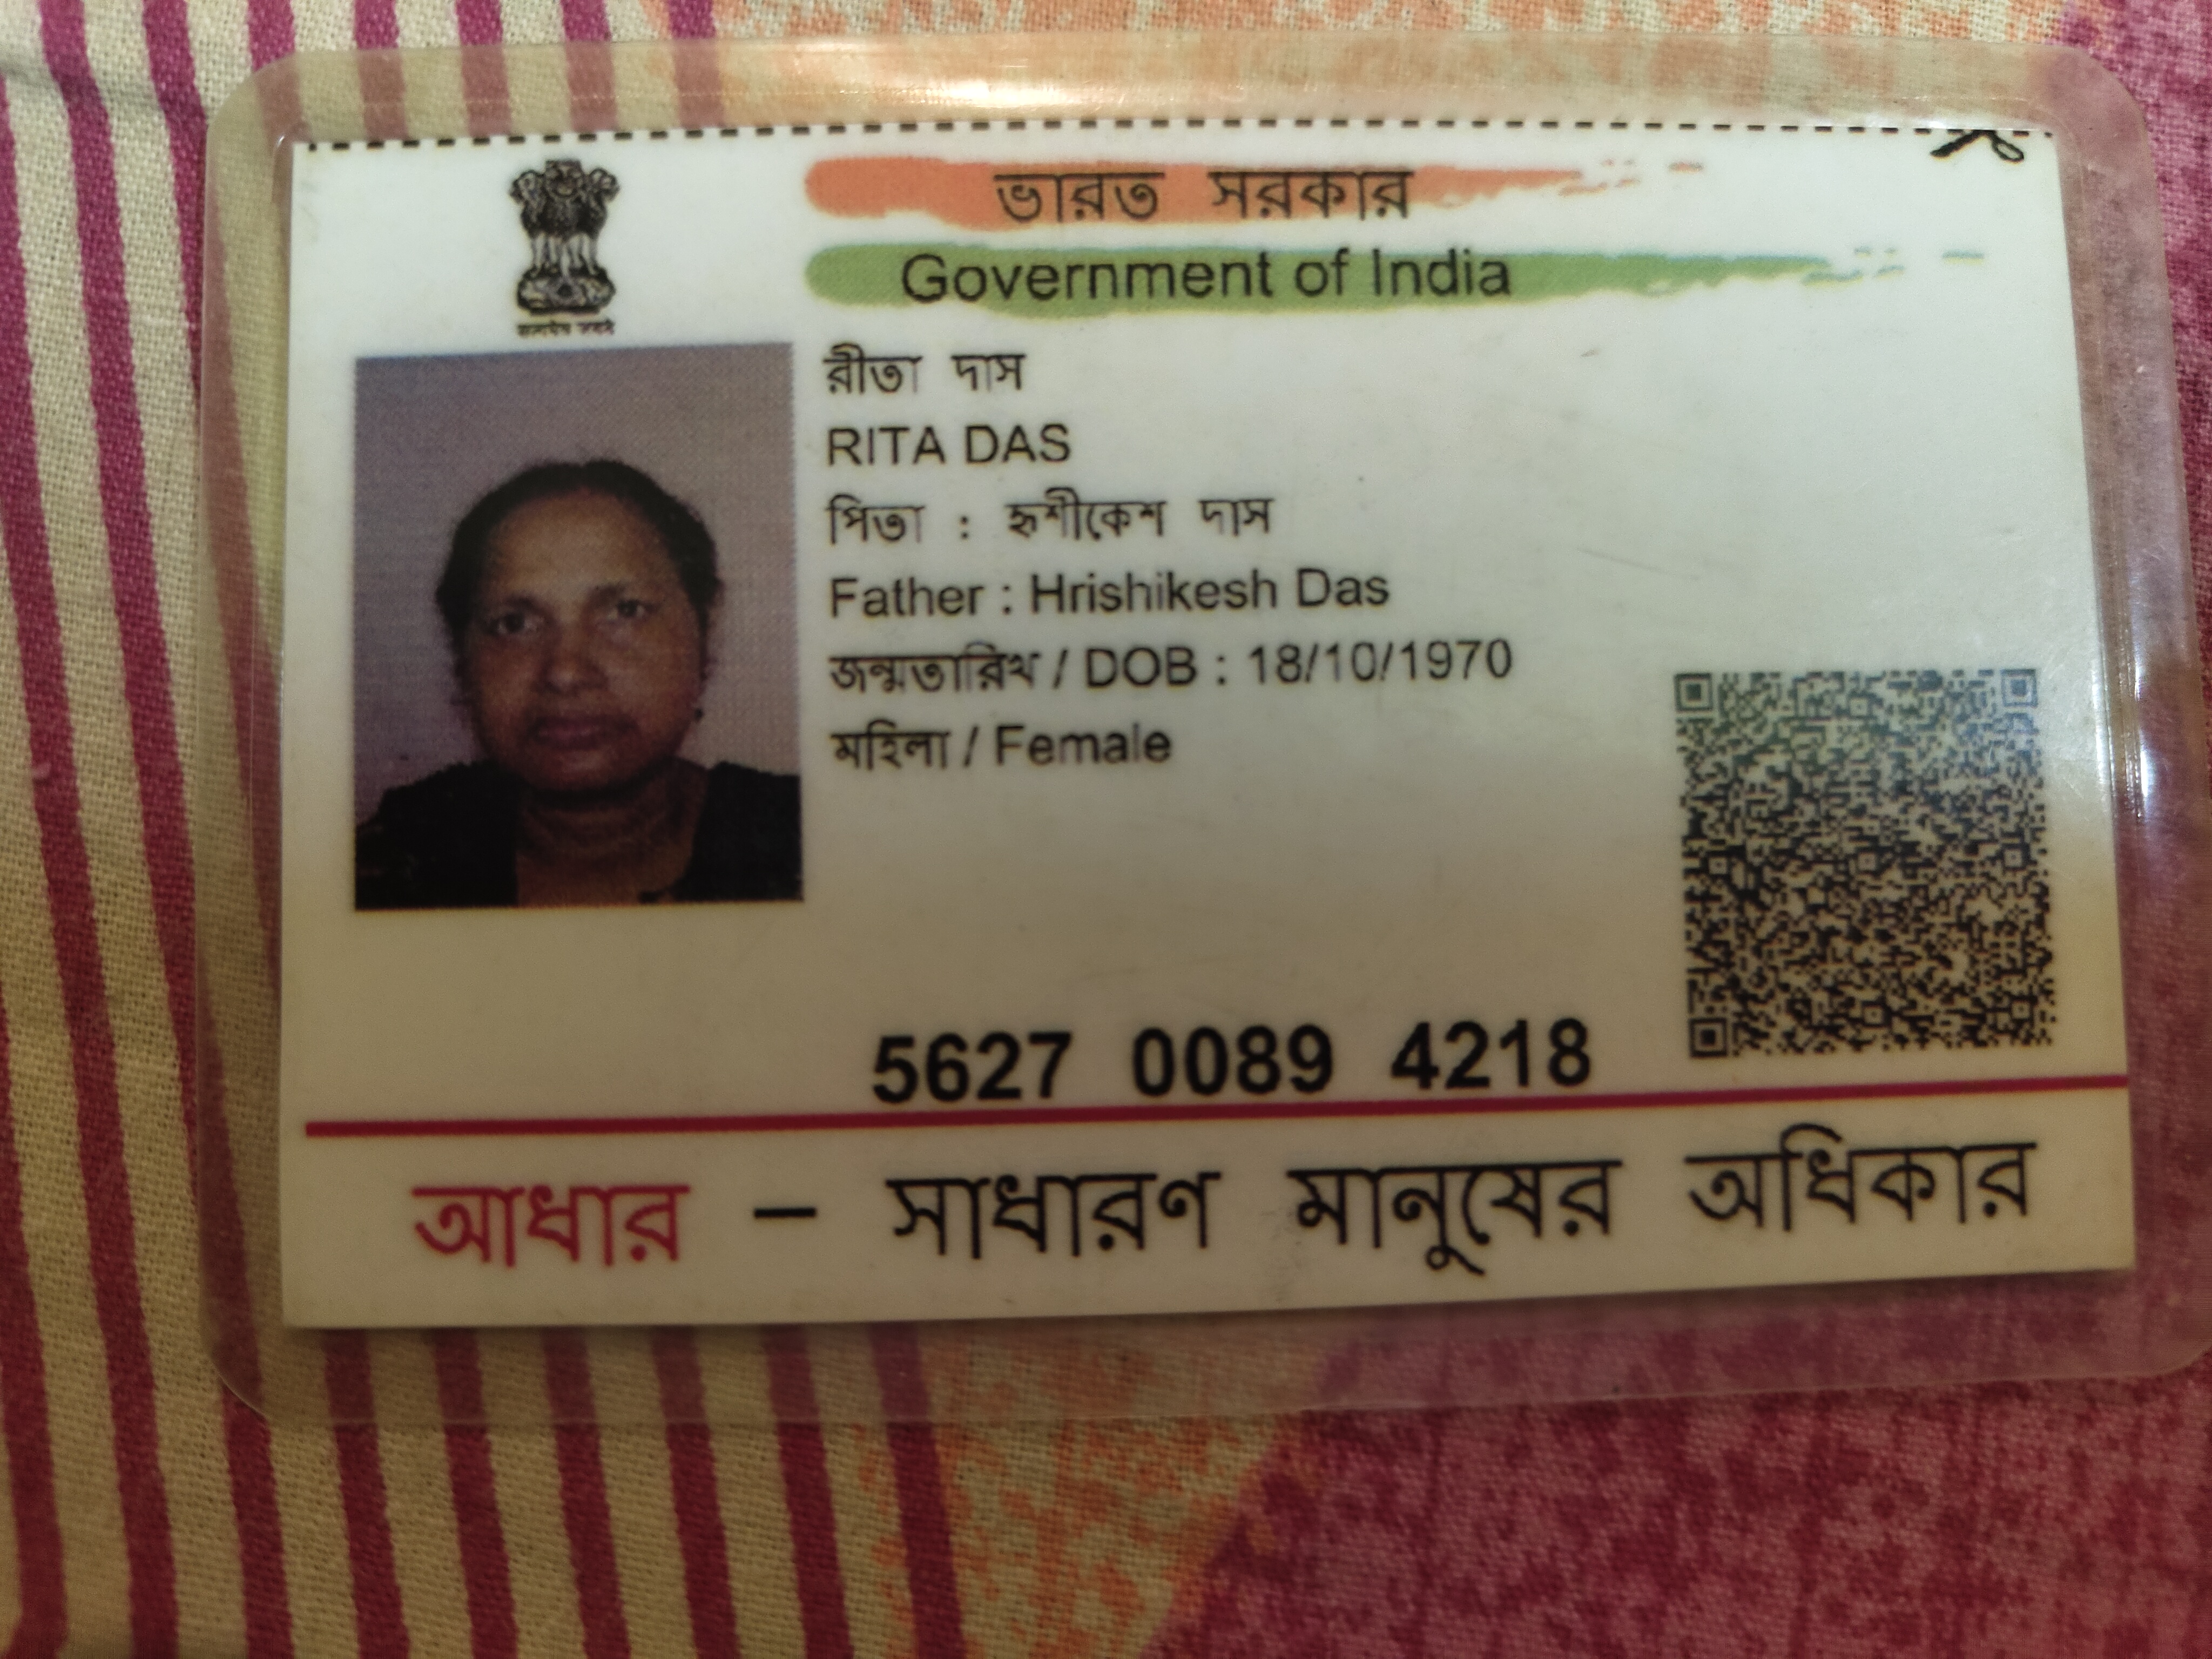 ভারত সরকার
Government of India
রীতা দাস
RITA DAS
পিতা : হৃশীকেশ দাস
Father : Hrishikesh Das
জন্মতারিখ / DOB : 18/10/1970
মহিলা / Female
5627 0089 4218
আধার – সাধারণ মানুষের অধিকার